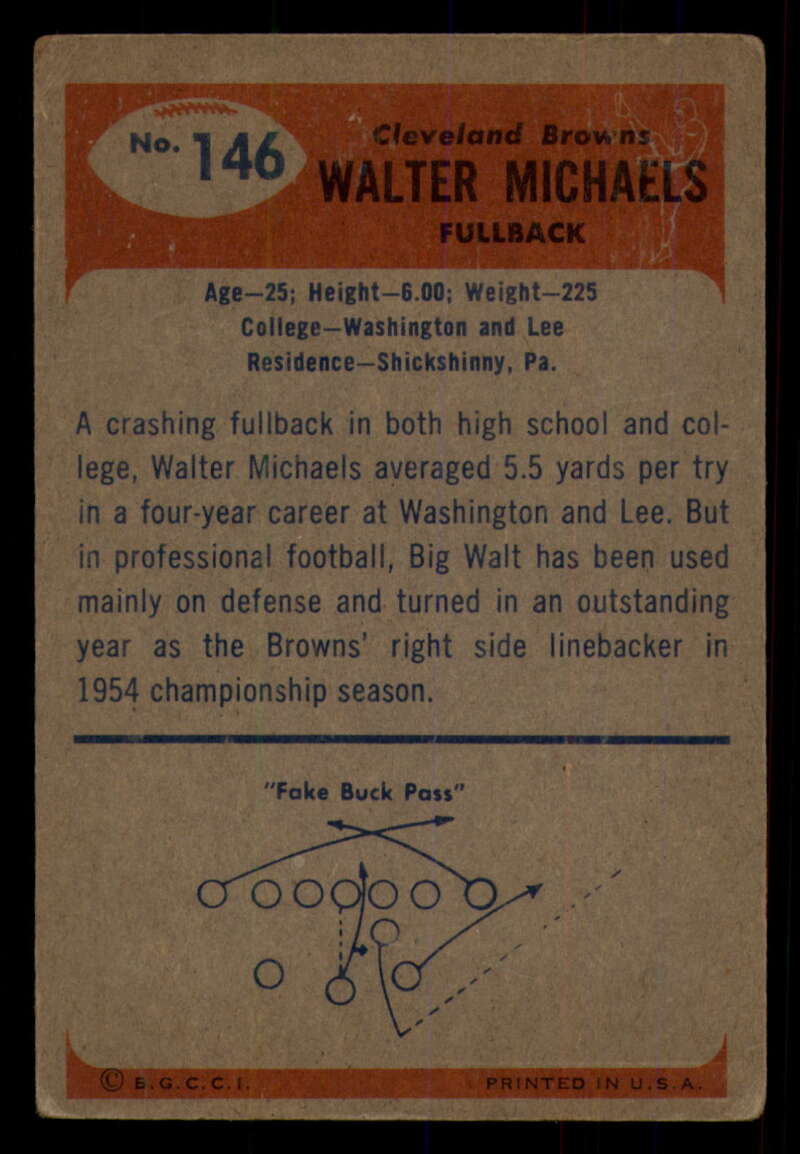 No. 146
Cleveland Browns
WALTER MICHAELS
FULLBACK
Age—25; Height—6.00; Weight—225
College—Washington and Lee
Residence—Shickshinny, Pa.
A crashing fullback in both high school and col-
lege, Walter Michaels averaged 5.5 yards per try
in a four-year career at Washington and Lee. But
in professional football, Big Walt has been used
mainly on defense and turned in an outstanding
year as the Browns' right side linebacker in
1954 championship season.
"Fake Buck Pass"
© B.G.C.C.I.
PRINTED IN U.S.A.